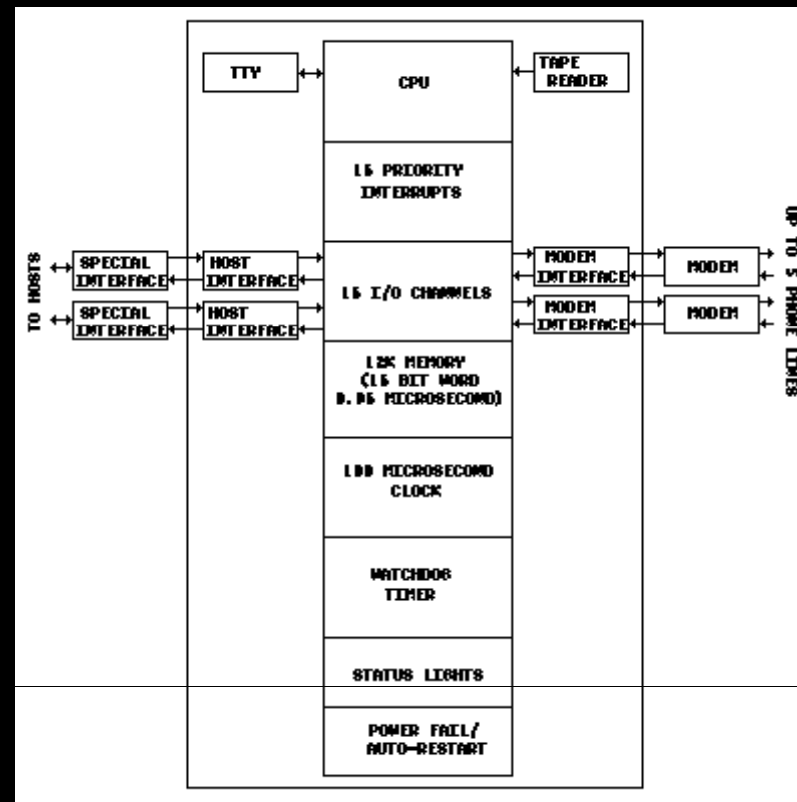 TTY
CPU
TAPE
READER
16 PRIORITY
INTERRUPTS
TO HOSTS
SPECIAL
INTERFACE
HOST
INTERFACE
16 I/O CHANNELS
MODEM
INTERFACE
MODEM
UP TO 5 PHONE LINES
SPECIAL
INTERFACE
HOST
INTERFACE
MODEM
INTERFACE
MODEM
12K MEMORY
(16 BIT WORD
0.96 MICROSECOND)
100 MICROSECOND
CLOCK
WATCHDOG
TIMER
STATUS LIGHTS
POWER FAIL/
AUTO-RESTART